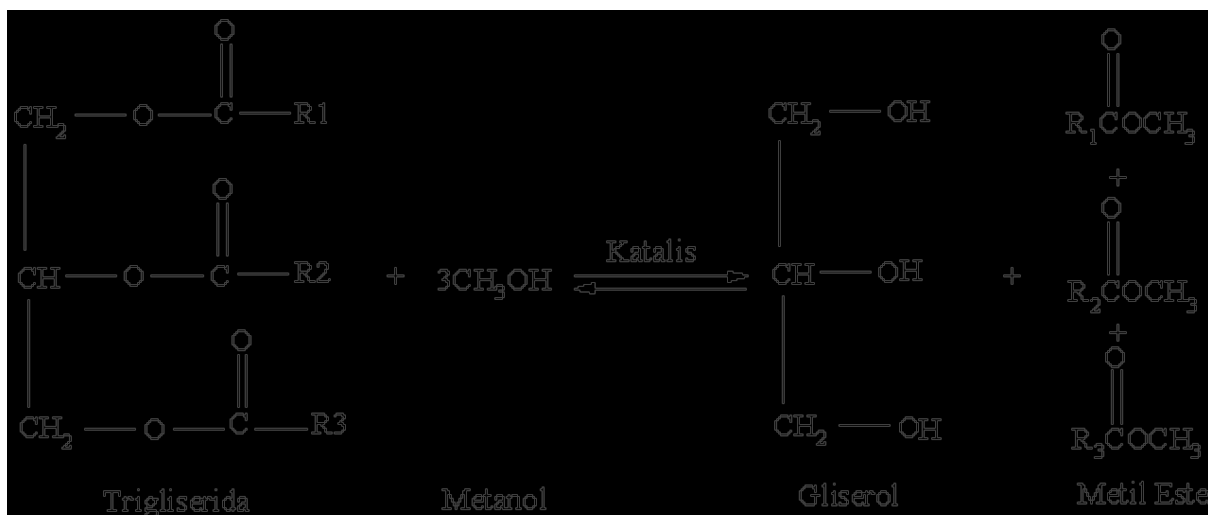 O O
CH₂ O C R1 CH₂ OH R₁COCH₃
+
O O
CH O C R2 + 3CH₃OH Katalis CH OH + R₂COCH₃
+
O O
CH₂ O C R3 CH₂ OH R₃COCH₃
Trigliserida Metanol Gliserol Metil Este